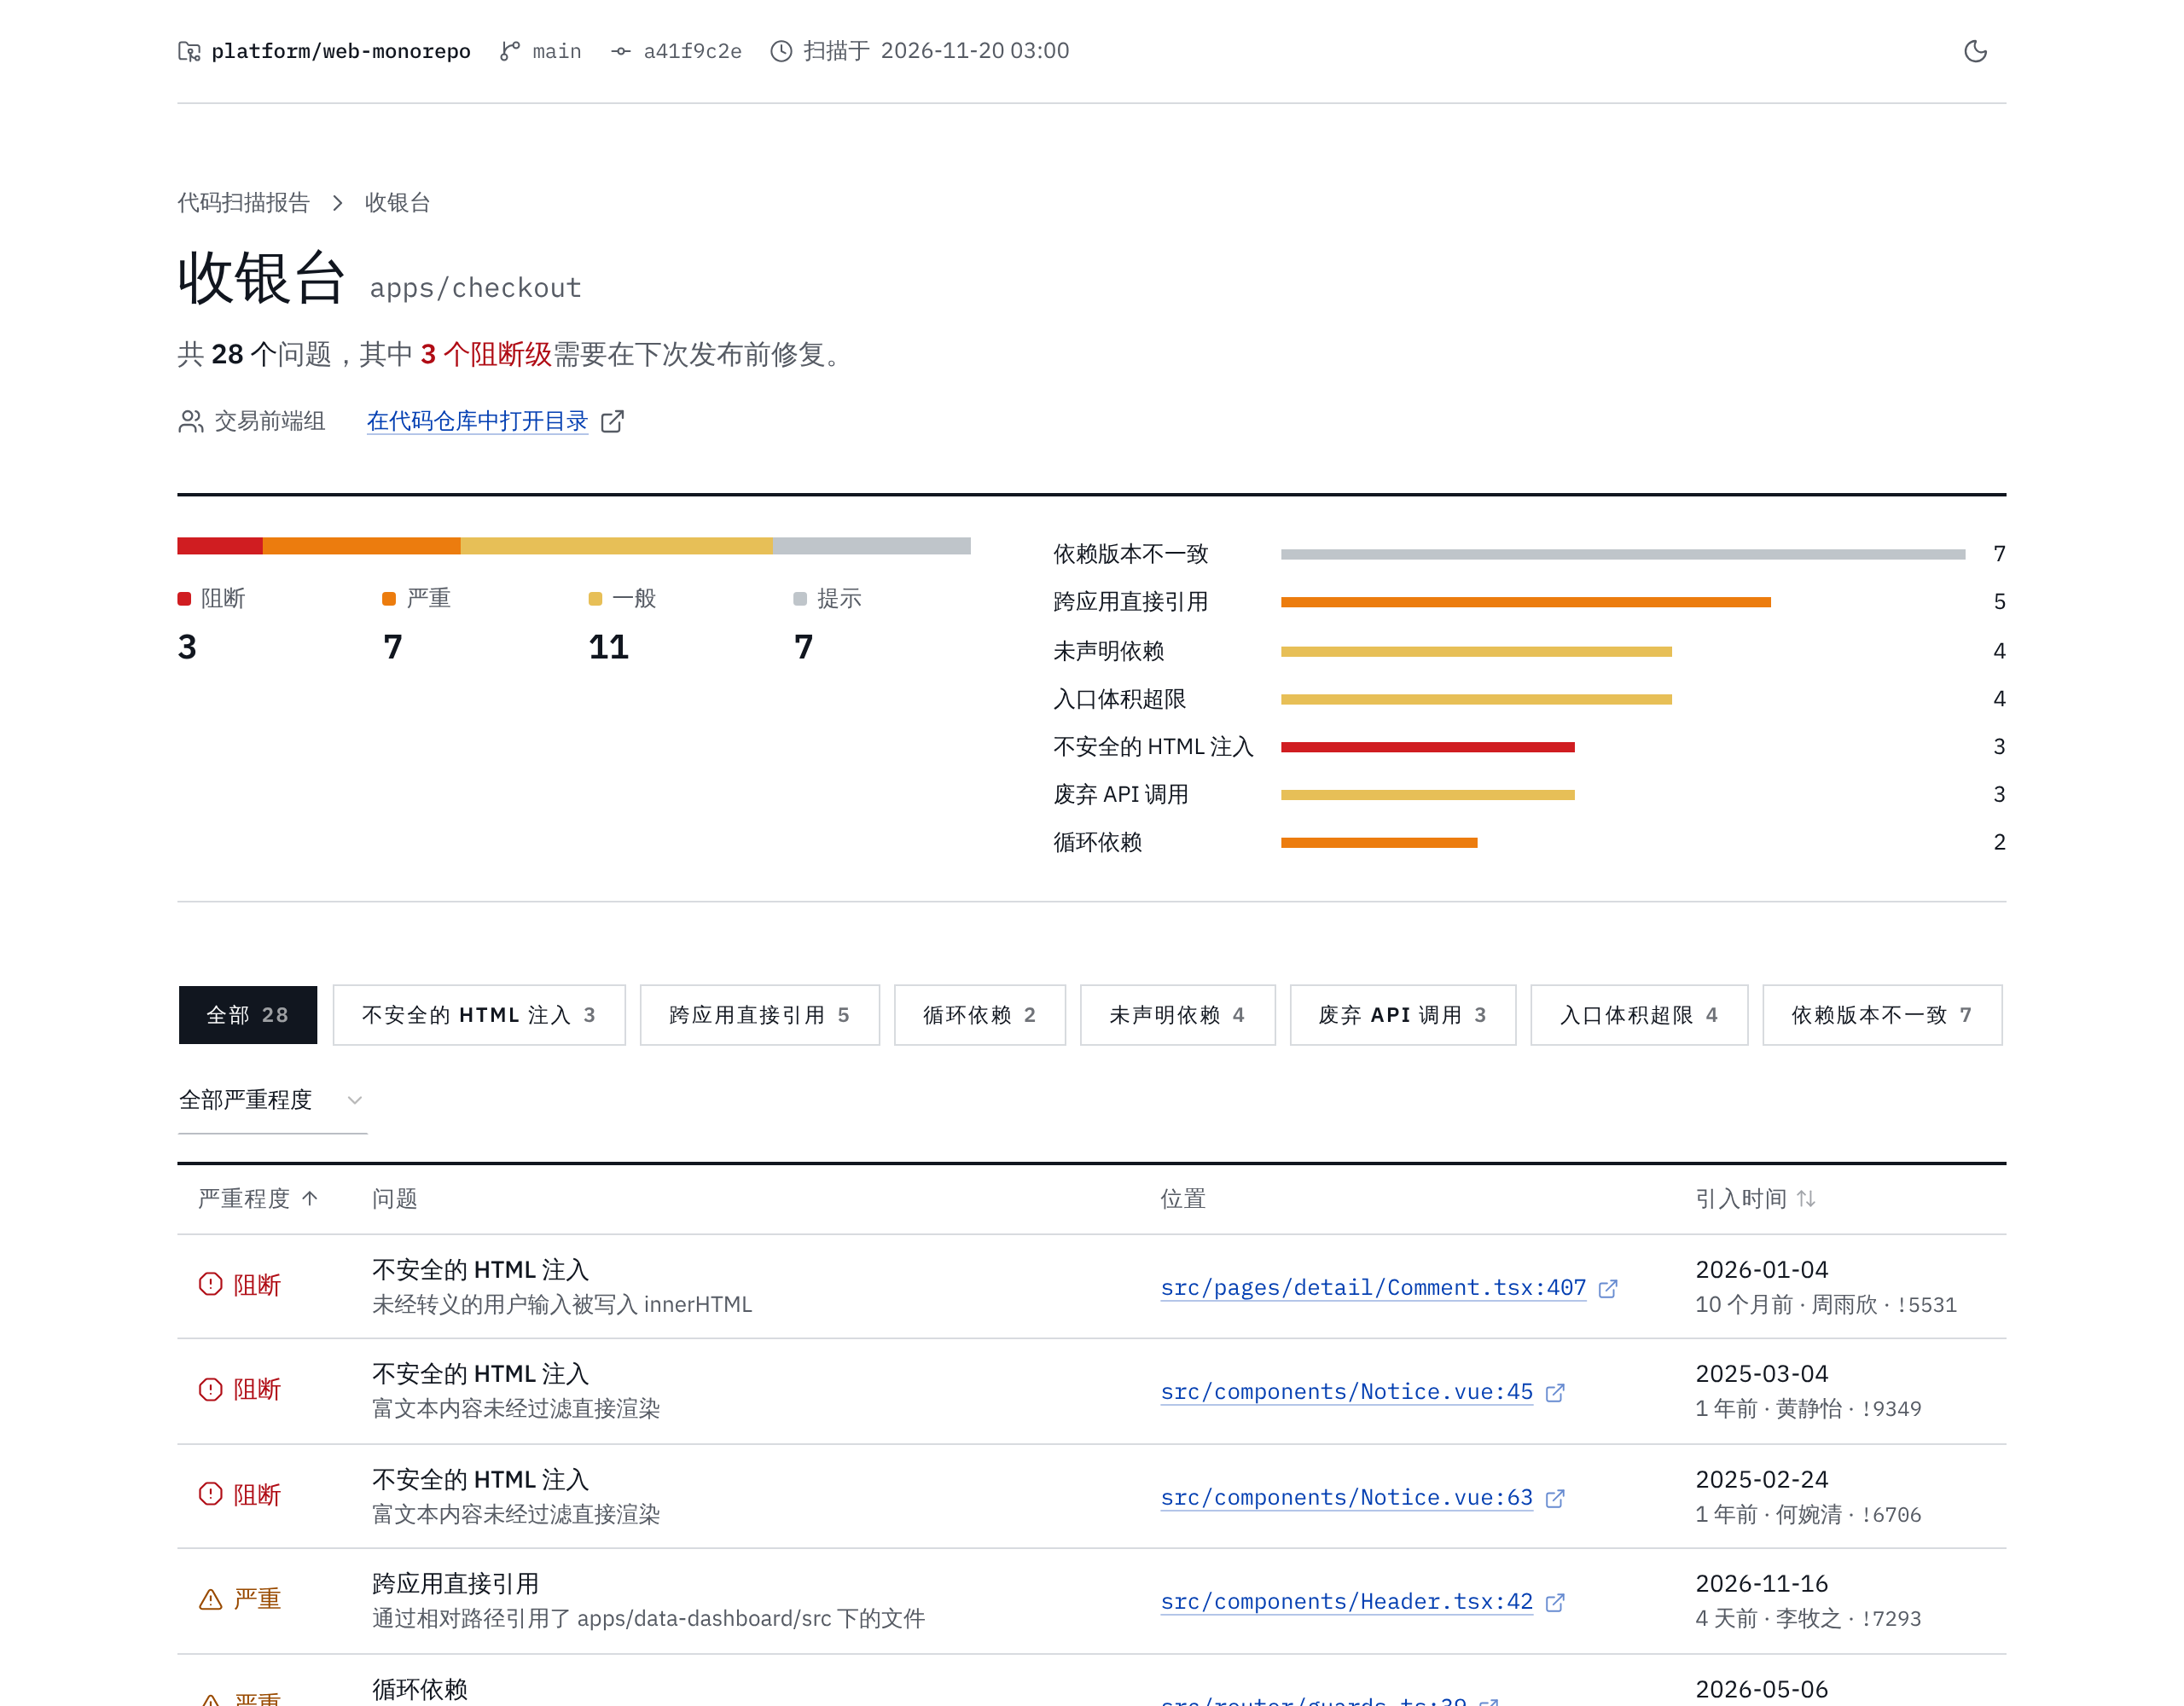 platform/web-monorepo main a41f9c2e 扫描于 2026-11-20 03:00
代码扫描报告 收银台
收银台 apps/checkout
共 28 个问题，其中 3 个阻断级需要在下次发布前修复。
交易前端组 在代码仓库中打开目录
阻断 严重 一般 提示
3 7 11 7
依赖版本不一致 7
跨应用直接引用 5
未声明依赖 4
入口体积超限 4
不安全的 HTML 注入 3
废弃 API 调用 3
循环依赖 2
全部 28 不安全的 HTML 注入 3 跨应用直接引用 5 循环依赖 2 未声明依赖 4 废弃 API 调用 3 入口体积超限 4 依赖版本不一致 7
全部严重程度
严重程度 问题 位置 引入时间
阻断 不安全的 HTML 注入 src/pages/detail/Comment.tsx:407 2026-01-04
未经转义的用户输入被写入 innerHTML 10 个月前 · 周雨欣 · !5531
阻断 不安全的 HTML 注入 src/components/Notice.vue:45 2025-03-04
富文本内容未经过滤直接渲染 1 年前 · 黄静怡 · !9349
阻断 不安全的 HTML 注入 src/components/Notice.vue:63 2025-02-24
富文本内容未经过滤直接渲染 1 年前 · 何婉清 · !6706
严重 跨应用直接引用 src/components/Header.tsx:42 2026-11-16
通过相对路径引用了 apps/data-dashboard/src 下的文件 4 天前 · 李牧之 · !7293
严重 循环依赖 src/router/guards.ts:39 2026-05-06